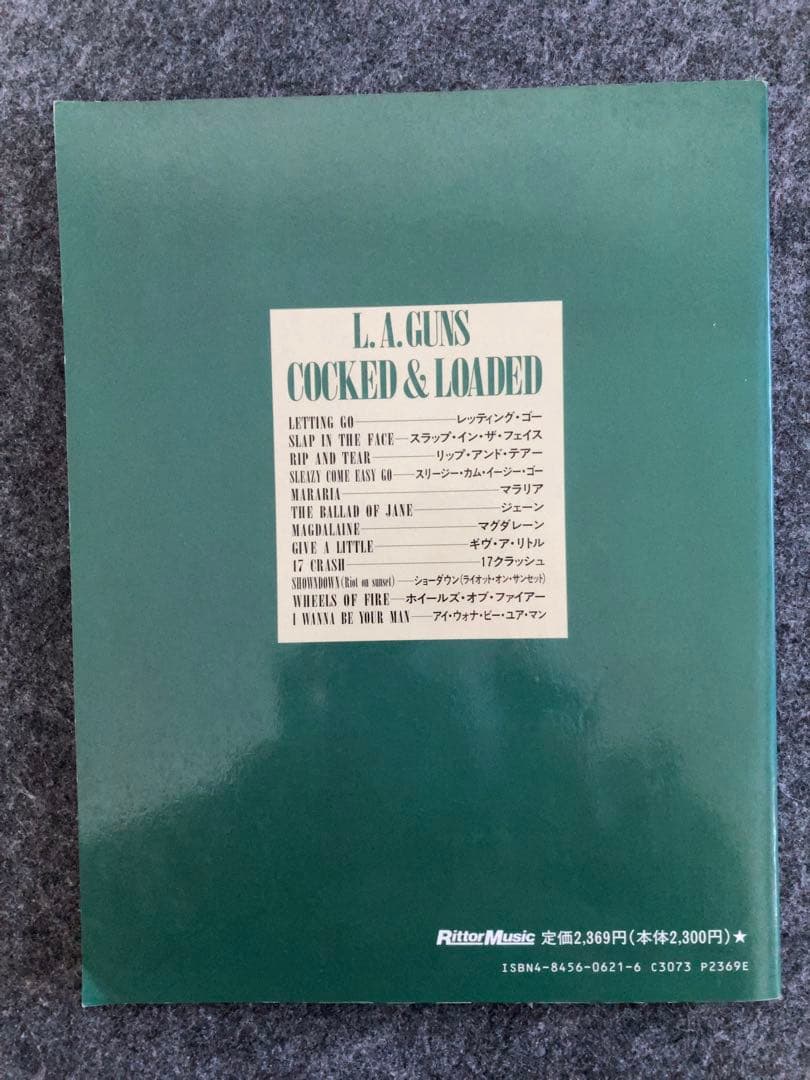 L.A.GUNS
COCKED & LOADED
LETTING GO レッティング・ゴー
SLAP IN THE FACE スラップ・イン・ザ・フェイス
RIP AND TEAR リップ・アンド・テアー
SLEAZY COME EASY GO スリージー・カム・イージー・ゴー
MARARIA マラリア
THE BALLAD OF JANE ジェーン
MAGDALAINE マグダレーン
GIVE A LITTLE ギヴ・ア・リトル
17 CRASH 17クラッシュ
SHOWNDOWN(Riot on sunset) ショーダウン(ライオット・オン・サンセット)
WHEELS OF FIRE ホイールズ・オブ・ファイアー
I WANNA BE YOUR MAN アイ・ウォナ・ビー・ユア・マン
RittorMusic 定価2,369円(本体2,300円)★
ISBN4-8456-0621-6 C3073 P2369E